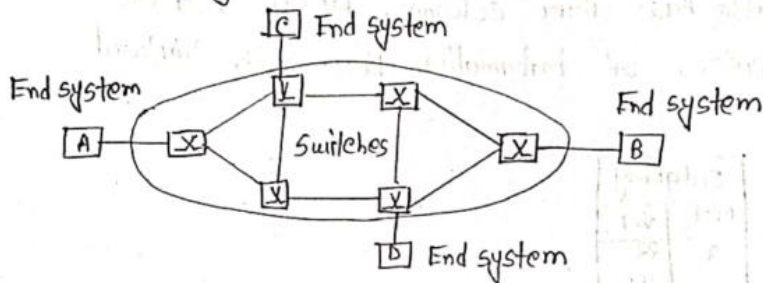 C End system
End system
X X
End system
A X Switches X B
X X
D End system